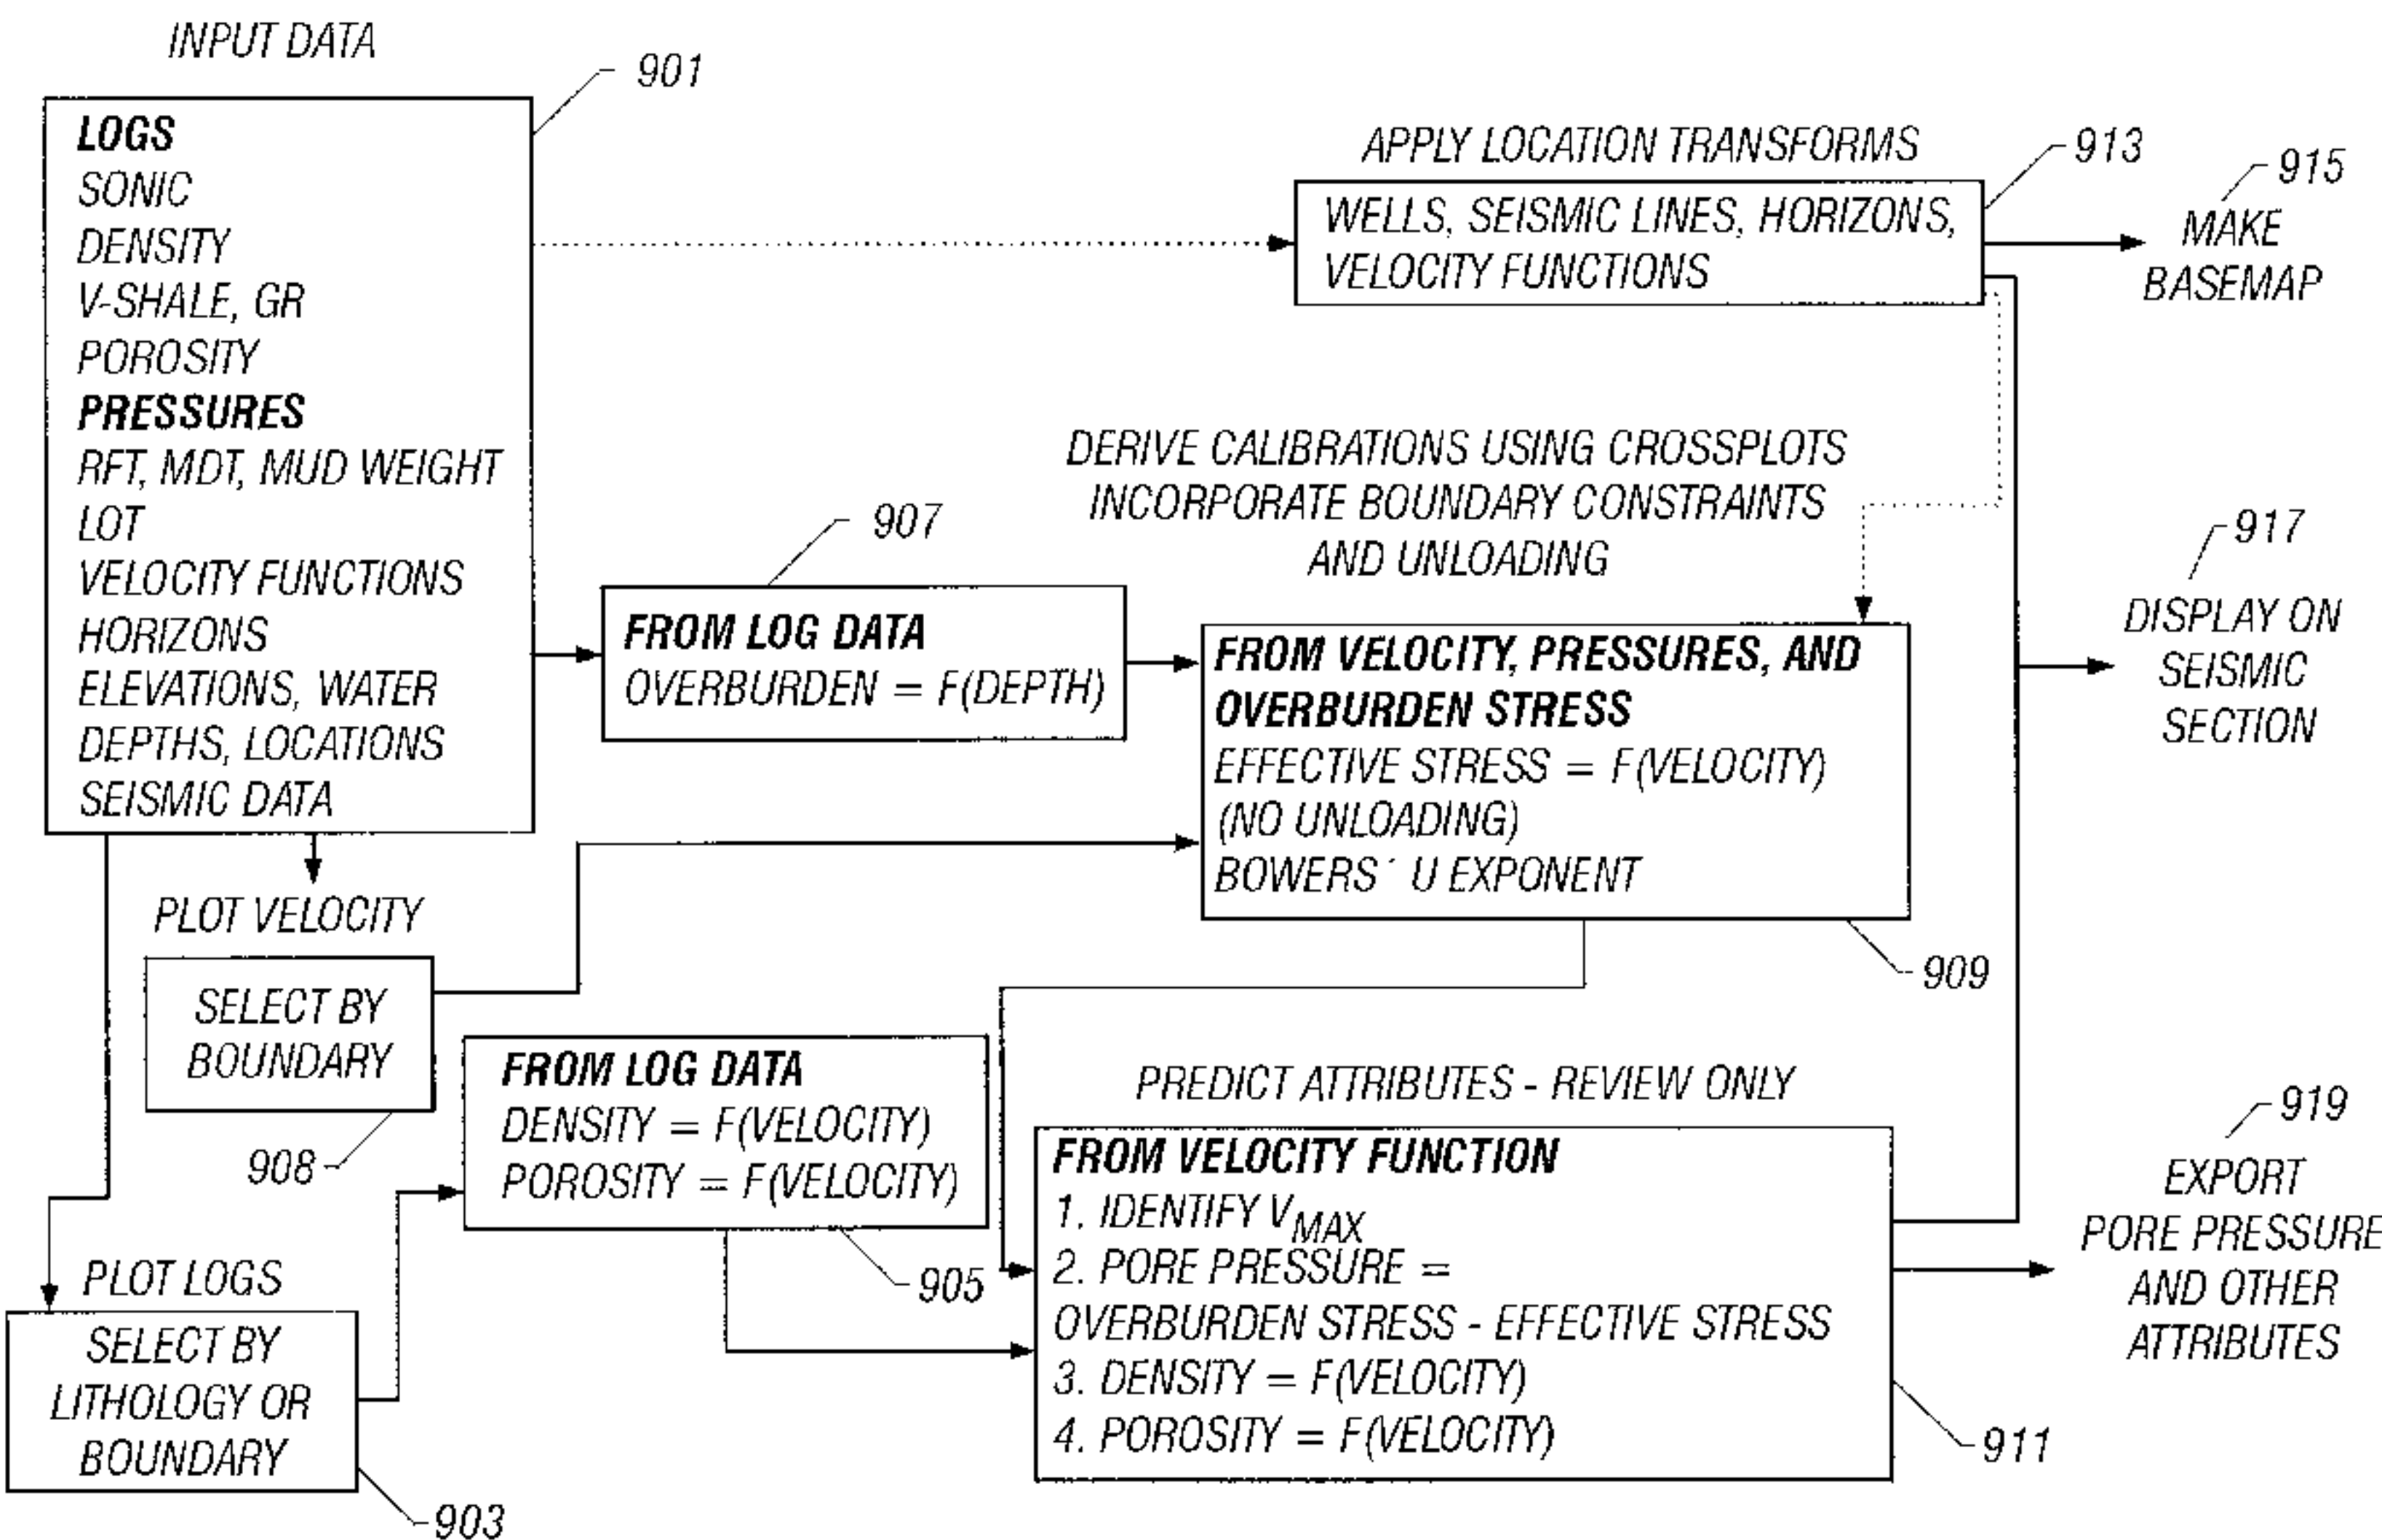 INPUT DATA
901
LOGS
SONIC
DENSITY
V-SHALE, GR
POROSITY
PRESSURES
RFT, MDT, MUD WEIGHT
LOT
VELOCITY FUNCTIONS
HORIZONS
ELEVATIONS, WATER
DEPTHS, LOCATIONS
SEISMIC DATA
APPLY LOCATION TRANSFORMS
913
WELLS, SEISMIC LINES, HORIZONS,
VELOCITY FUNCTIONS
915
MAKE
BASEMAP
DERIVE CALIBRATIONS USING CROSSPLOTS
INCORPORATE BOUNDARY CONSTRAINTS
AND UNLOADING
907
FROM LOG DATA
OVERBURDEN = F(DEPTH)
FROM VELOCITY, PRESSURES, AND
OVERBURDEN STRESS
EFFECTIVE STRESS = F(VELOCITY)
(NO UNLOADING)
BOWERS´ U EXPONENT
909
917
DISPLAY ON
SEISMIC
SECTION
PLOT VELOCITY
SELECT BY
BOUNDARY
908
FROM LOG DATA
DENSITY = F(VELOCITY)
POROSITY = F(VELOCITY)
905
PREDICT ATTRIBUTES - REVIEW ONLY
FROM VELOCITY FUNCTION
1. IDENTIFY VMAX
2. PORE PRESSURE =
OVERBURDEN STRESS - EFFECTIVE STRESS
3. DENSITY = F(VELOCITY)
4. POROSITY = F(VELOCITY)
911
919
EXPORT
PORE PRESSURE
AND OTHER
ATTRIBUTES
PLOT LOGS
SELECT BY
LITHOLOGY OR
BOUNDARY
903